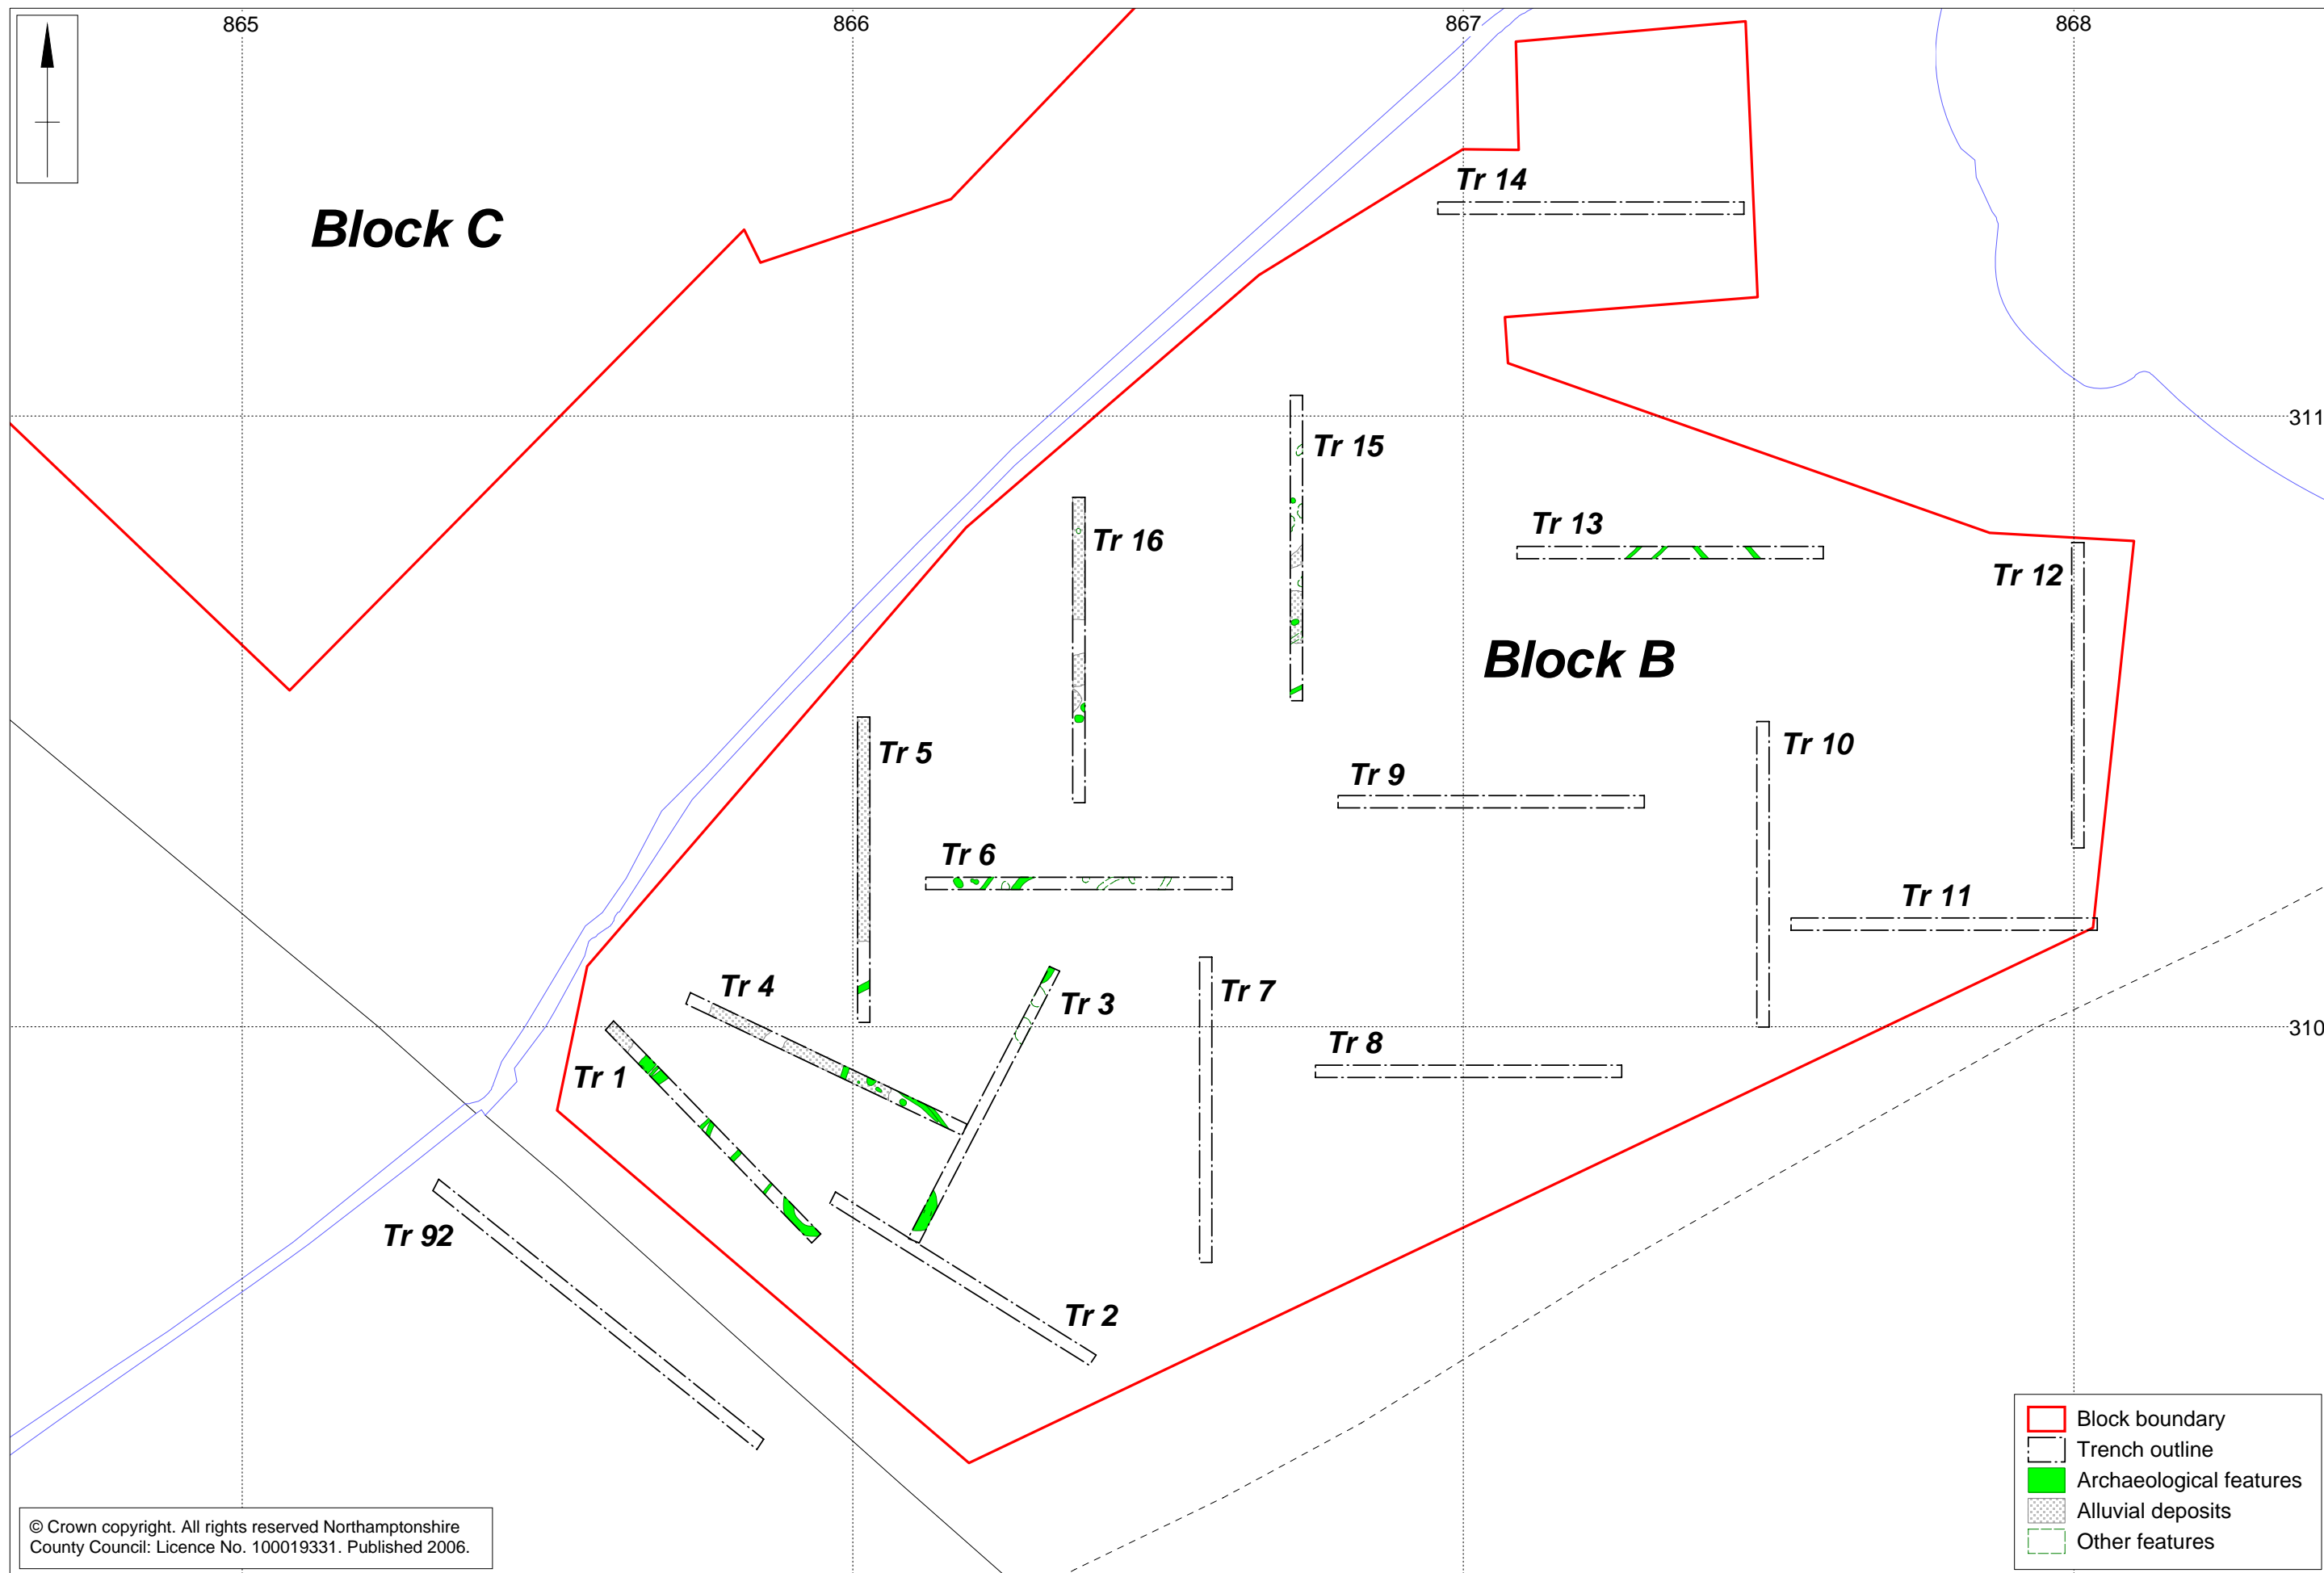 865
866
867
868
Block C
Tr 14
311
Tr 15
Tr 16
Tr 13
Tr 12
Block B
Tr 5
Tr 10
Tr 9
Tr 6
Tr 11
Tr 4
Tr 3
Tr 7
310
Tr 8
Tr 1
Tr 92
Tr 2
Block boundary
Trench outline
Archaeological features
Alluvial deposits
Other features
© Crown copyright. All rights reserved Northamptonshire
County Council: Licence No. 100019331. Published 2006.